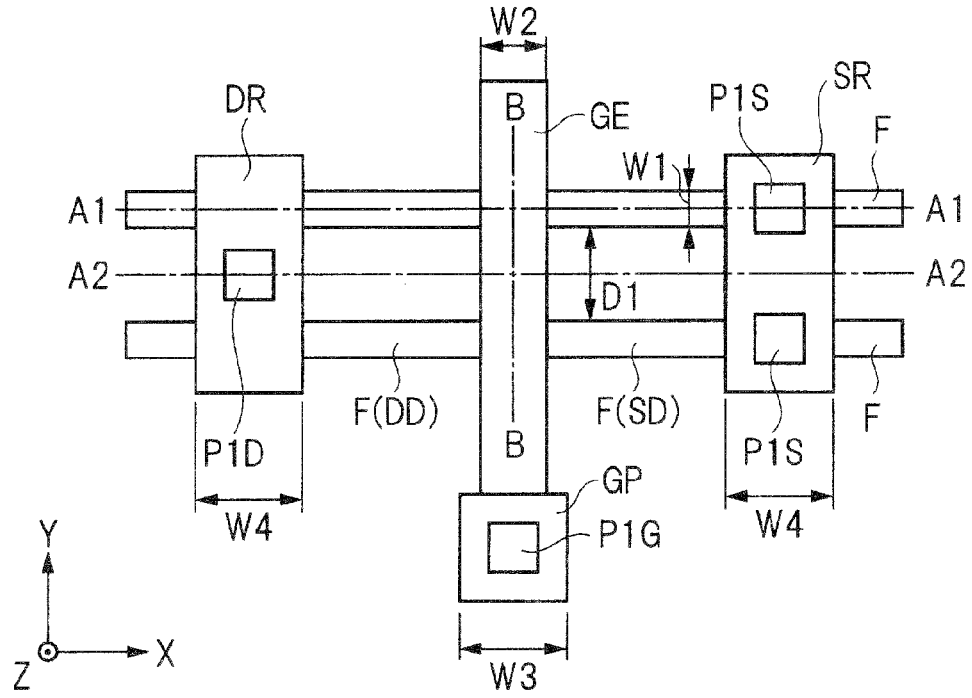 W2
DR
B
GE
P1S
SR
F
W1
A1
A1
A2
A2
D1
F(DD)
F(SD)
F
P1D
B
P1S
GP
W4
P1G
W4
Y
X
Z
W3